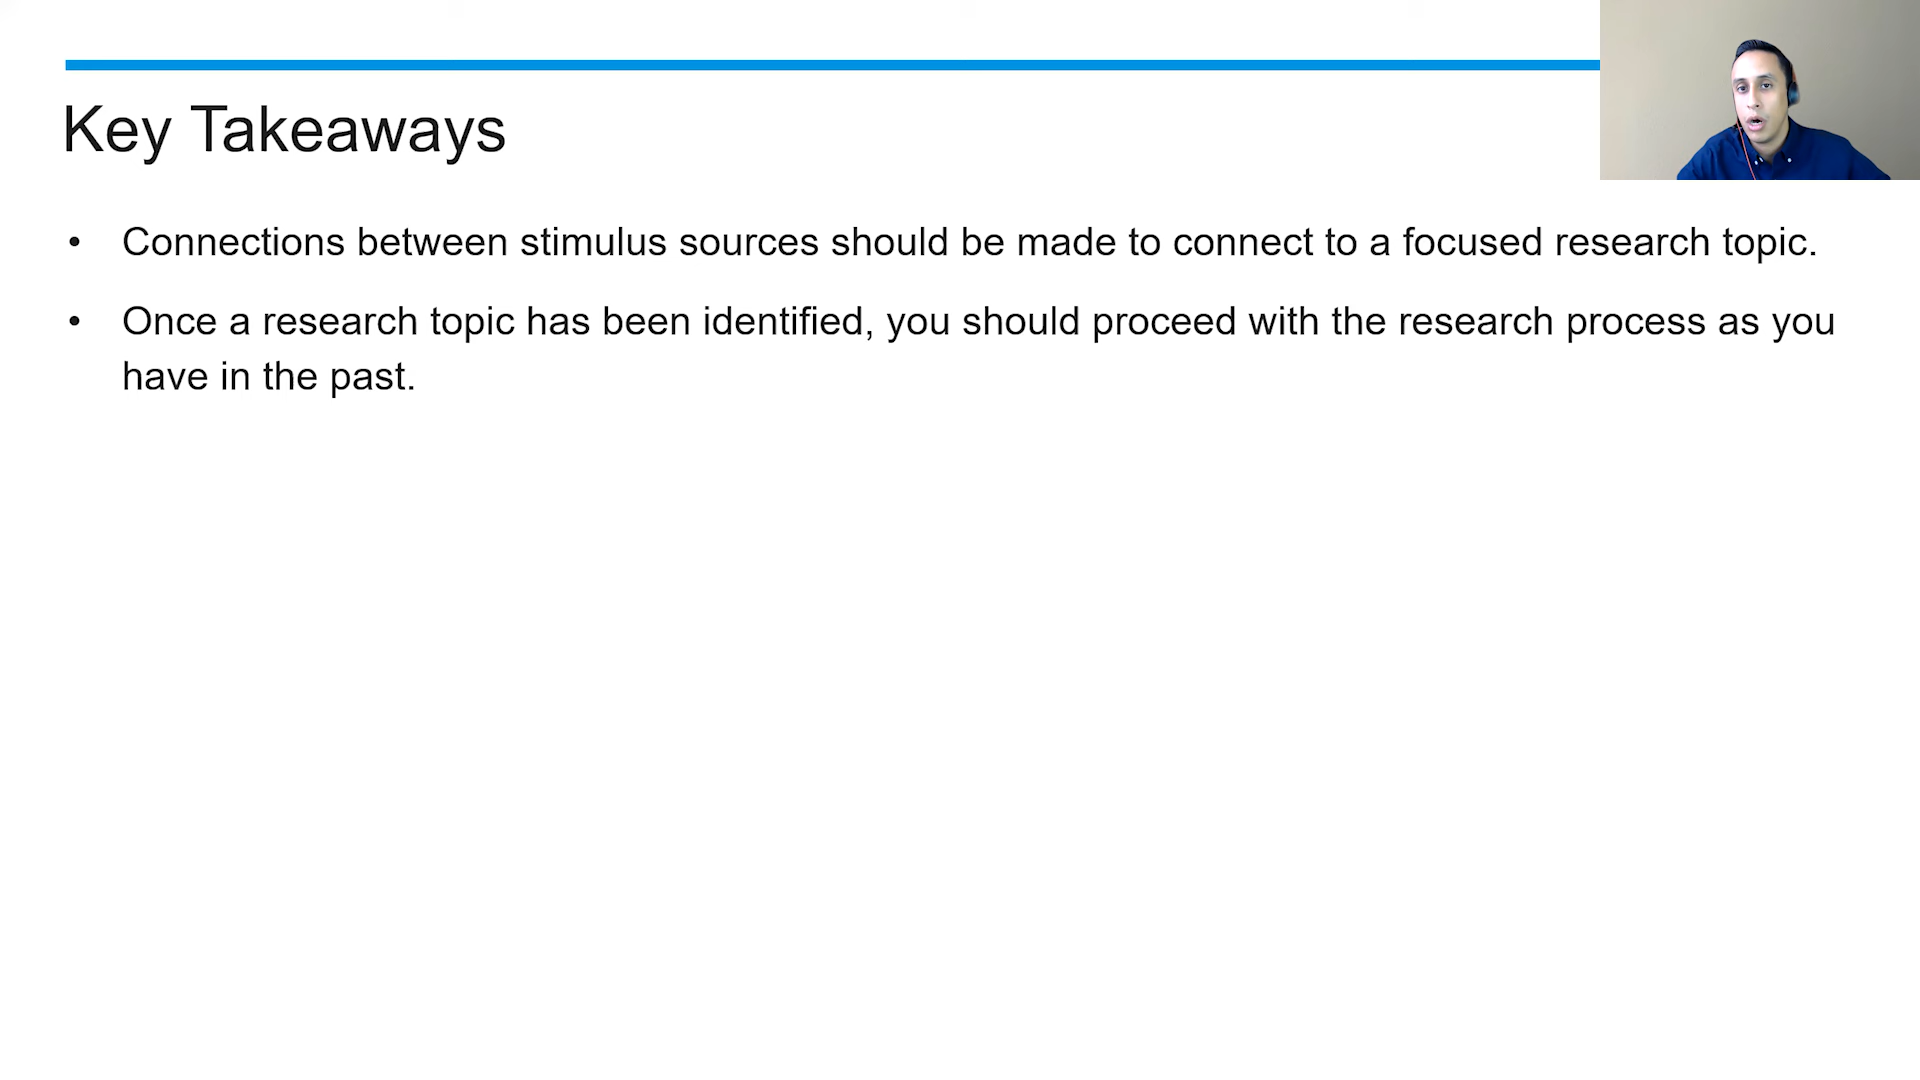 Key Takeaways
• Connections between stimulus sources should be made to connect to a focused research topic.
• Once a research topic has been identified, you should proceed with the research process as you
have in the past.